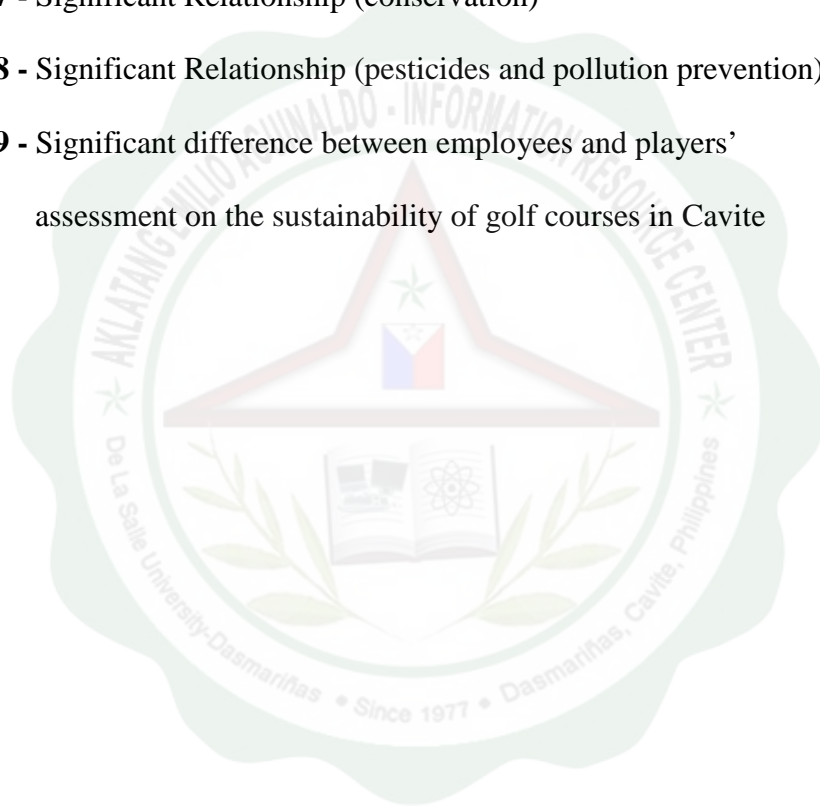 7 - Significant Relationship (conservation)
8 - Significant Relationship (pesticides and pollution prevention)
9 - Significant difference between employees and players’
assessment on the sustainability of golf courses in Cavite
AKLATANG EMILIO AGUINALDO - INFORMATION RESOURCE CENTER
De La Salle University-Dasmariñas • Since 1977 • Dasmariñas, Cavite, Philippines